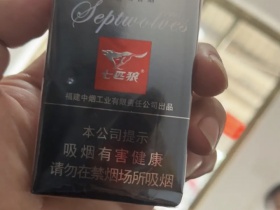 Septwolves
七匹狼
福建中烟工业有限责任公司出品
本公司提示
吸烟有害健康
请勿在禁烟场所吸烟